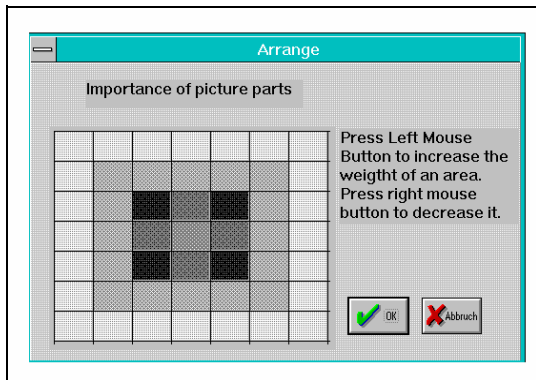 Arrange
Importance of picture parts
Press Left Mouse
Button to increase the
weigtht of an area.
Press right mouse
button to decrease it.
OK
Abbruch